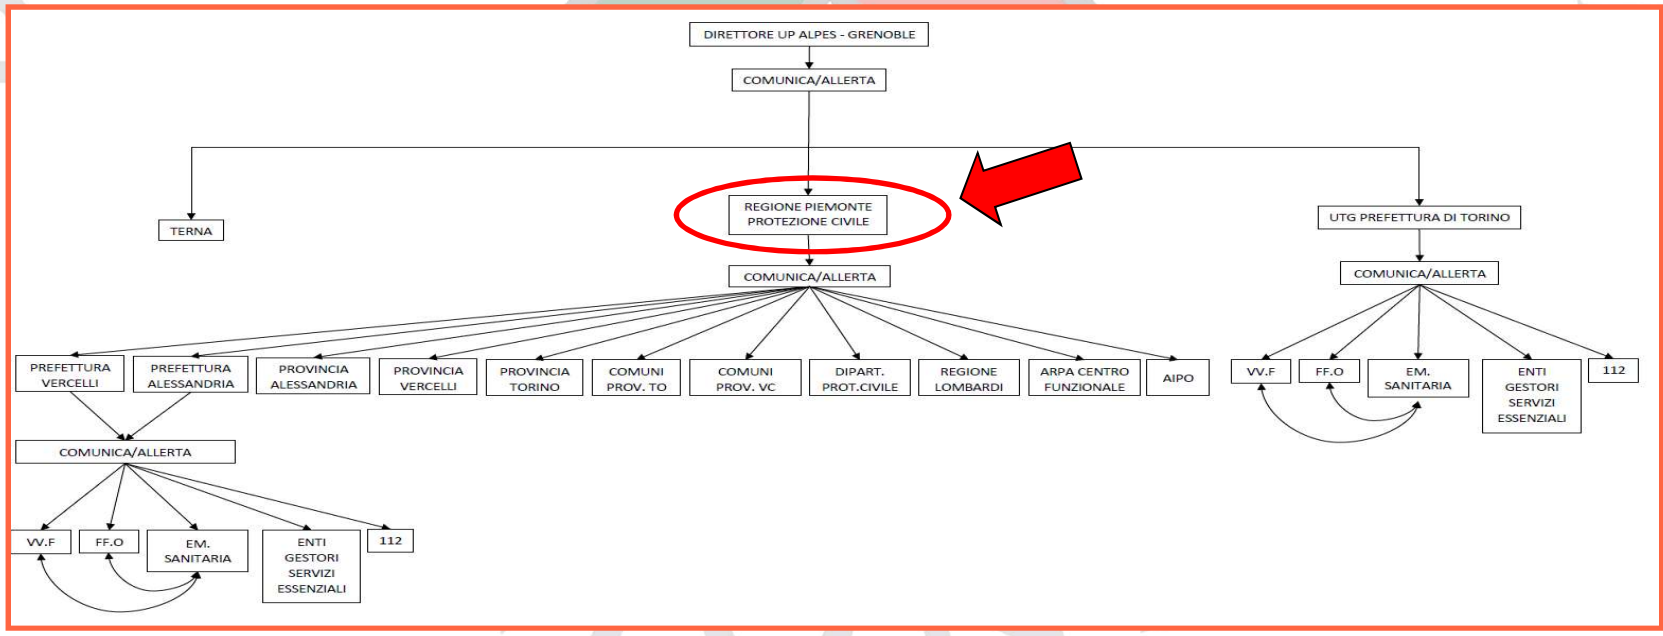 DIRETTORE UP ALPES - GRENOBLE
COMUNICA/ALLERTA
TERNA
REGIONE PIEMONTE
PROTEZIONE CIVILE
UTG PREFETTURA DI TORINO
COMUNICA/ALLERTA
COMUNICA/ALLERTA
PREFETTURA
VERCELLI
PREFETTURA
ALESSANDRIA
PROVINCIA
ALESSANDRIA
PROVINCIA
VERCELLI
PROVINCIA
TORINO
COMUNI
PROV. TO
COMUNI
PROV. VC
DIPART.
PROT.CIVILE
REGIONE
LOMBARDI
ARPA CENTRO
FUNZIONALE
AIPO
VV.F
FF.O
EM.
SANITARIA
ENTI
GESTORI
SERVIZI
ESSENZIALI
112
COMUNICA/ALLERTA
VV.F
FF.O
EM.
SANITARIA
ENTI
GESTORI
SERVIZI
ESSENZIALI
112